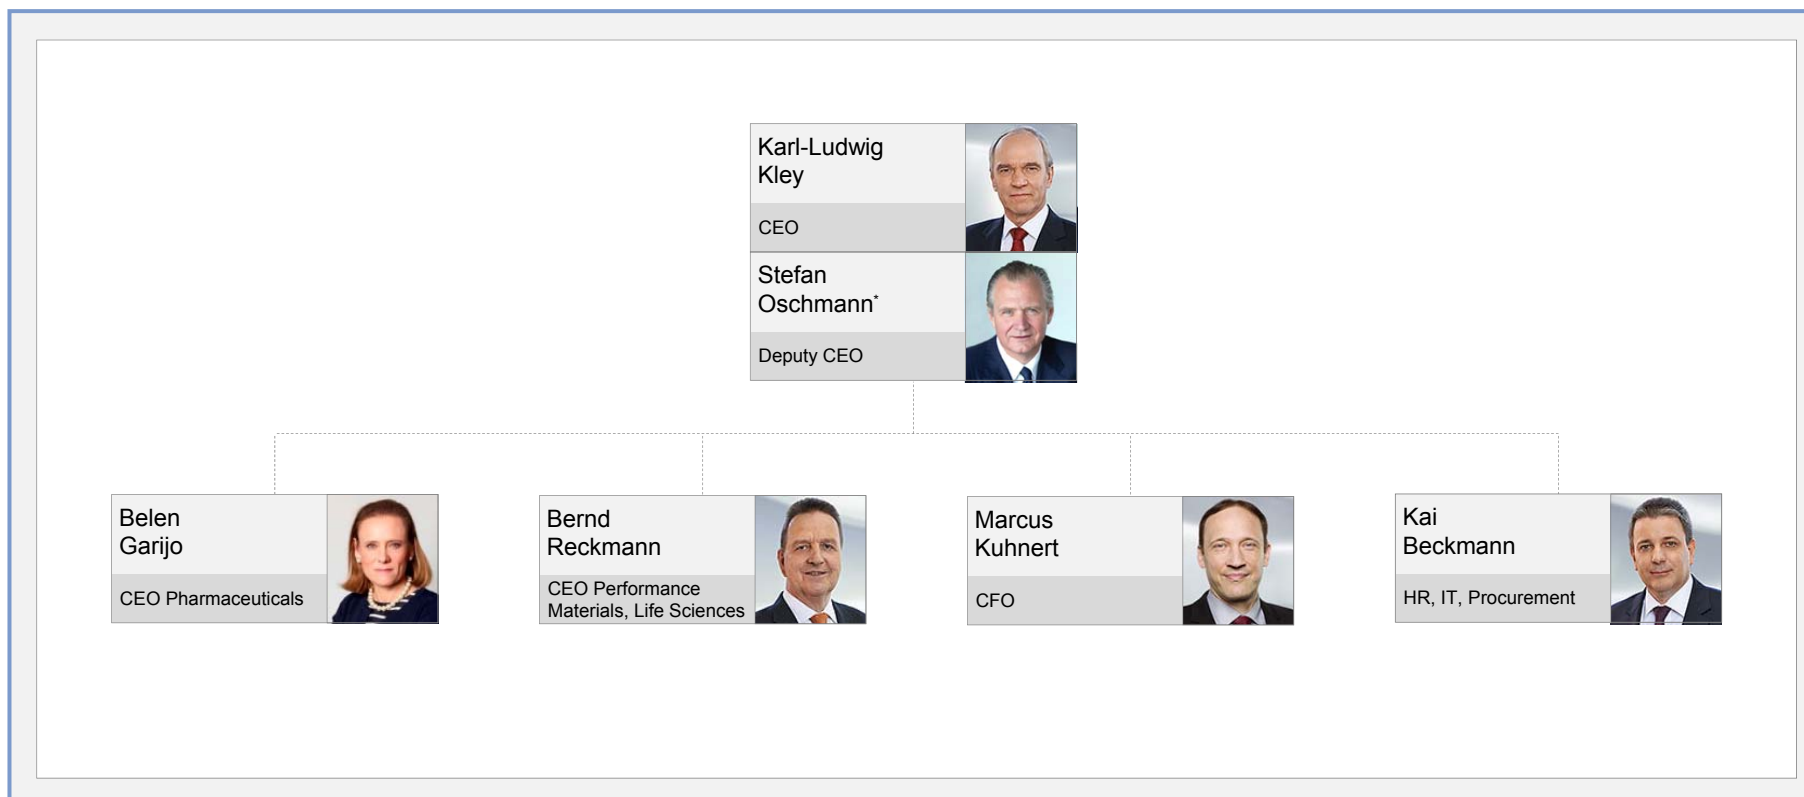 Karl-Ludwig
Kley
CEO
Stefan
Oschmann*
Deputy CEO
Belen
Garijo
CEO Pharmaceuticals
Bernd
Reckmann
CEO Performance
Materials, Life Sciences
Marcus
Kuhnert
CFO
Kai
Beckmann
HR, IT, Procurement